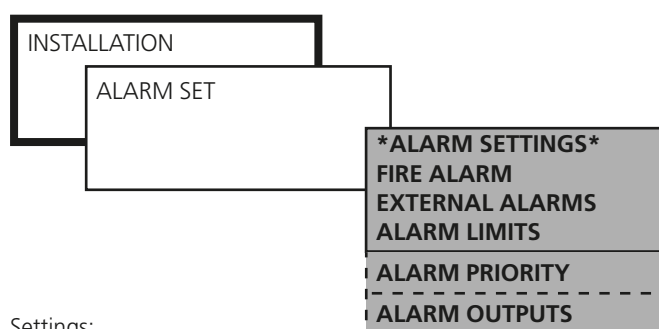 INSTALLATION
ALARM SET
*ALARM SETTINGS*
FIRE ALARM
EXTERNAL ALARMS
ALARM LIMITS
ALARM PRIORITY
ALARM OUTPUTS
Settings: